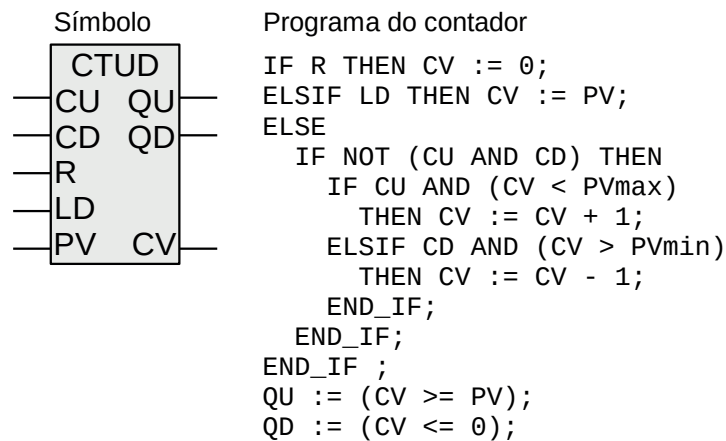 Símbolo
CTUD
CU QU
CD QD
R
LD
PV CV
Programa do contador
IF R THEN CV := 0;
ELSIF LD THEN CV := PV;
ELSE
IF NOT (CU AND CD) THEN
IF CU AND (CV < PVmax)
THEN CV := CV + 1;
ELSIF CD AND (CV > PVmin)
THEN CV := CV - 1;
END_IF;
END_IF;
END_IF ;
QU := (CV >= PV);
QD := (CV <= 0);